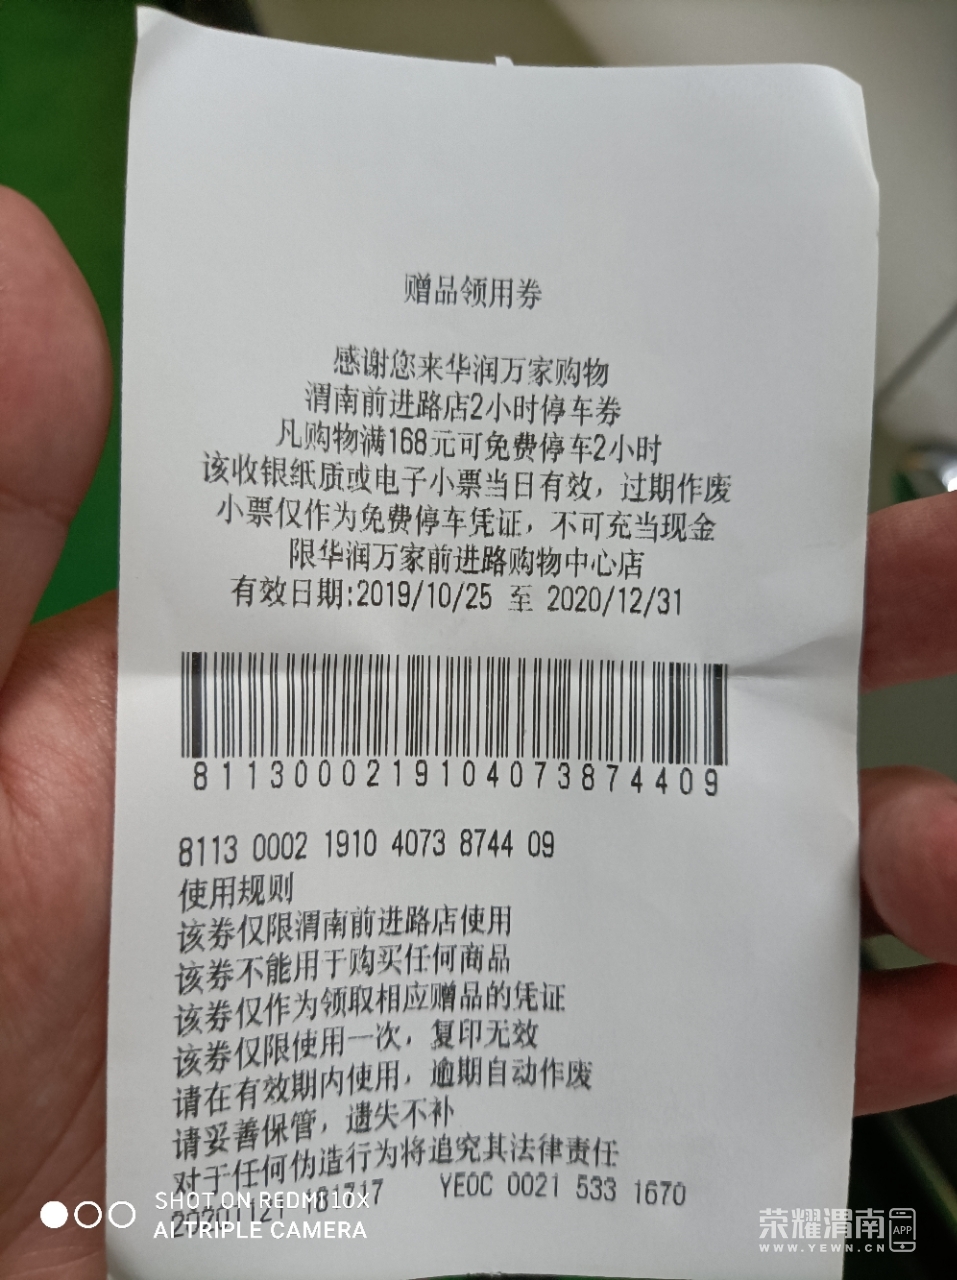 赠品领用券
感谢您来华润万家购物
渭南前进路店2小时停车券
凡购物满168元可免费停车2小时
该收银纸质或电子小票当日有效，过期作废
小票仅作为免费停车凭证，不可充当现金
限华润万家前进路购物中心店
有效日期:2019/10/25 至 2020/12/31
8113000219104073874409
8113 0002 1910 4073 8744 09
使用规则
该券仅限渭南前进路店使用
该券不能用于购买任何商品
该券仅作为领取相应赠品的凭证
该券仅限使用一次，复印无效
请在有效期内使用，逾期自动作废
请妥善保管，遗失不补
对于任何伪造行为将追究其法律责任
YEOC 0021 533 1670
SHOT ON REDMI 10X
AI TRIPLE CAMERA
荣耀渭南 APP
WWW.YEWN.CN